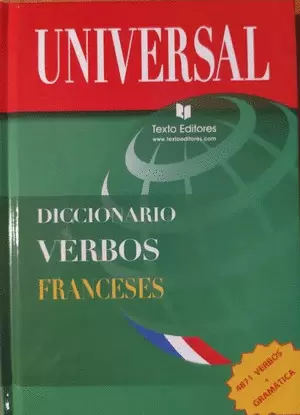 UNIVERSAL
Texto Editores
www.textoeditores.com
DICCIONARIO
VERBOS
FRANCESES
4871 VERBOS
+
GRAMÁTICA